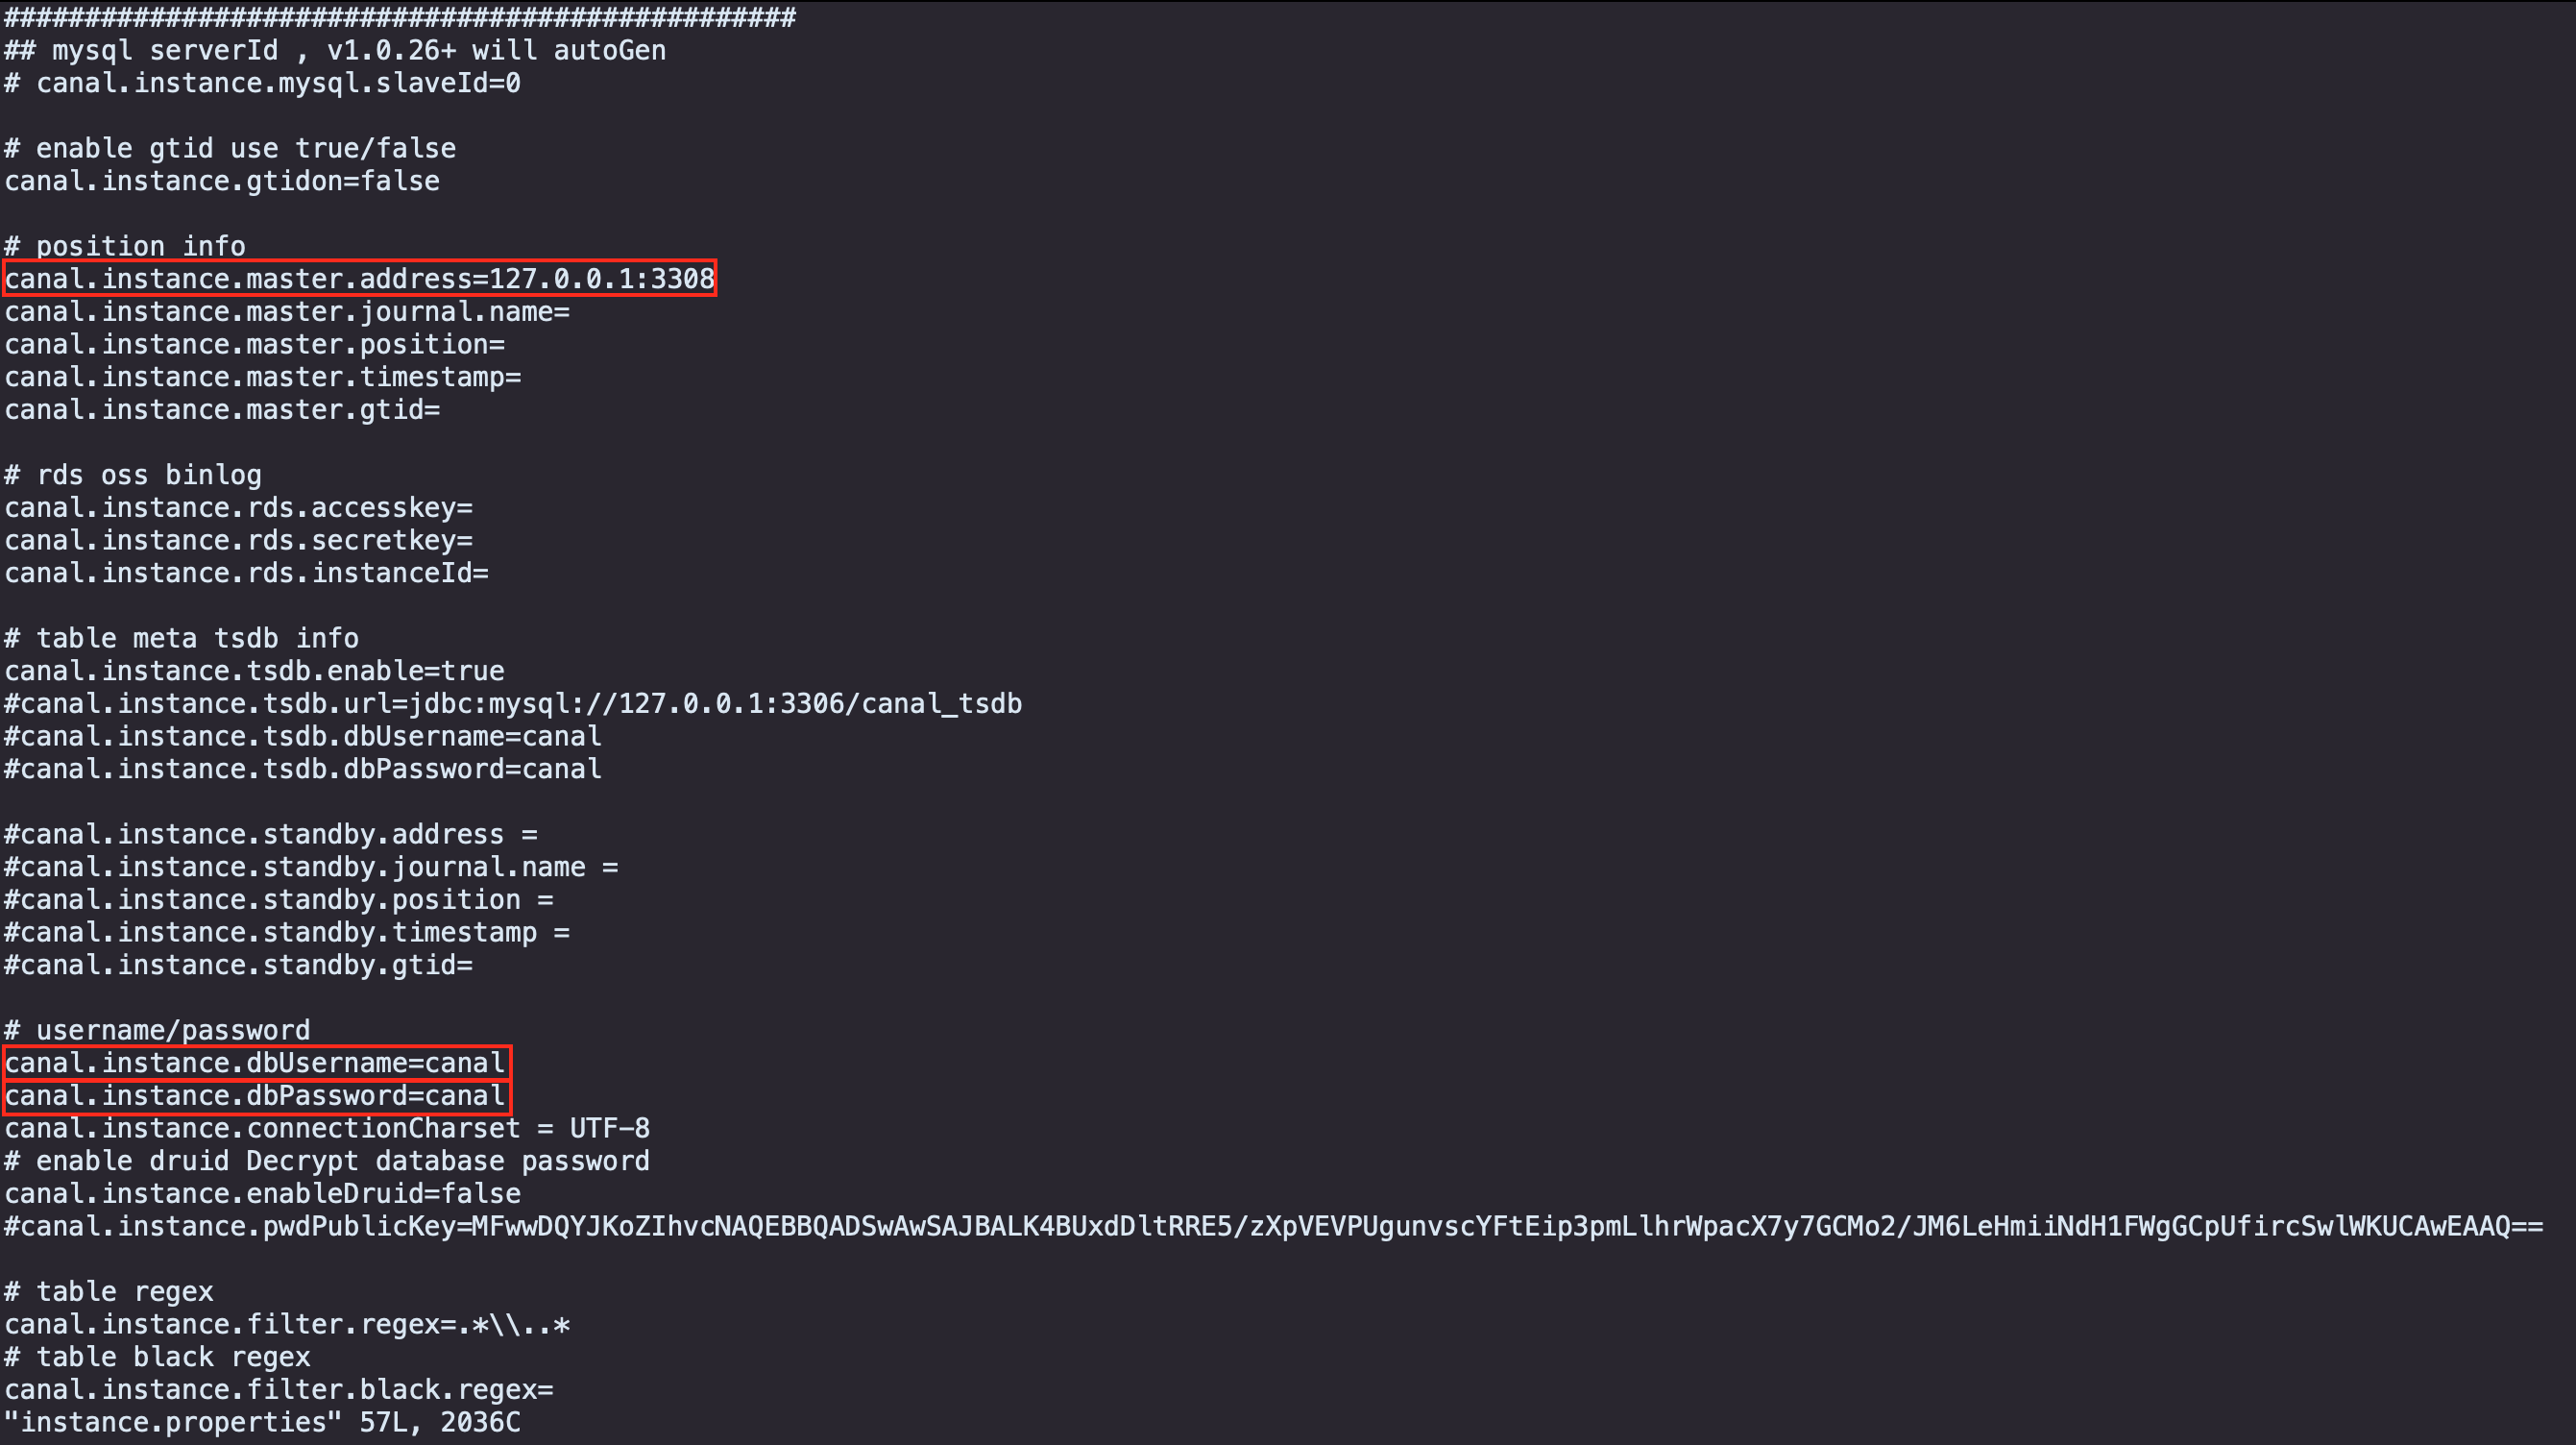 #################################################
## mysql serverId , v1.0.26+ will autoGen
# canal.instance.mysql.slaveId=0
# enable gtid use true/false
canal.instance.gtidon=false
# position info
canal.instance.master.address=127.0.0.1:3308
canal.instance.master.journal.name=
canal.instance.master.position=
canal.instance.master.timestamp=
canal.instance.master.gtid=
# rds oss binlog
canal.instance.rds.accesskey=
canal.instance.rds.secretkey=
canal.instance.rds.instanceId=
# table meta tsdb info
canal.instance.tsdb.enable=true
#canal.instance.tsdb.url=jdbc:mysql://127.0.0.1:3306/canal_tsdb
#canal.instance.tsdb.dbUsername=canal
#canal.instance.tsdb.dbPassword=canal
#canal.instance.standby.address =
#canal.instance.standby.journal.name =
#canal.instance.standby.position =
#canal.instance.standby.timestamp =
#canal.instance.standby.gtid=
# username/password
canal.instance.dbUsername=canal
canal.instance.dbPassword=canal
canal.instance.connectionCharset = UTF-8
# enable druid Decrypt database password
canal.instance.enableDruid=false
#canal.instance.pwdPublicKey=MFwwDQYJKoZIhvcNAQEBBQADSwAwSAJBALK4BUxdDltRRE5/zXpVEVPUgunvscYFtEip3pmLlhrWpacX7y7GCMo2/JM6LeHmiiNdH1FWgGCpUfircSwlWKUCAwEAAQ==
# table regex
canal.instance.filter.regex=.*\\..*
# table black regex
canal.instance.filter.black.regex=
"instance.properties" 57L, 2036C